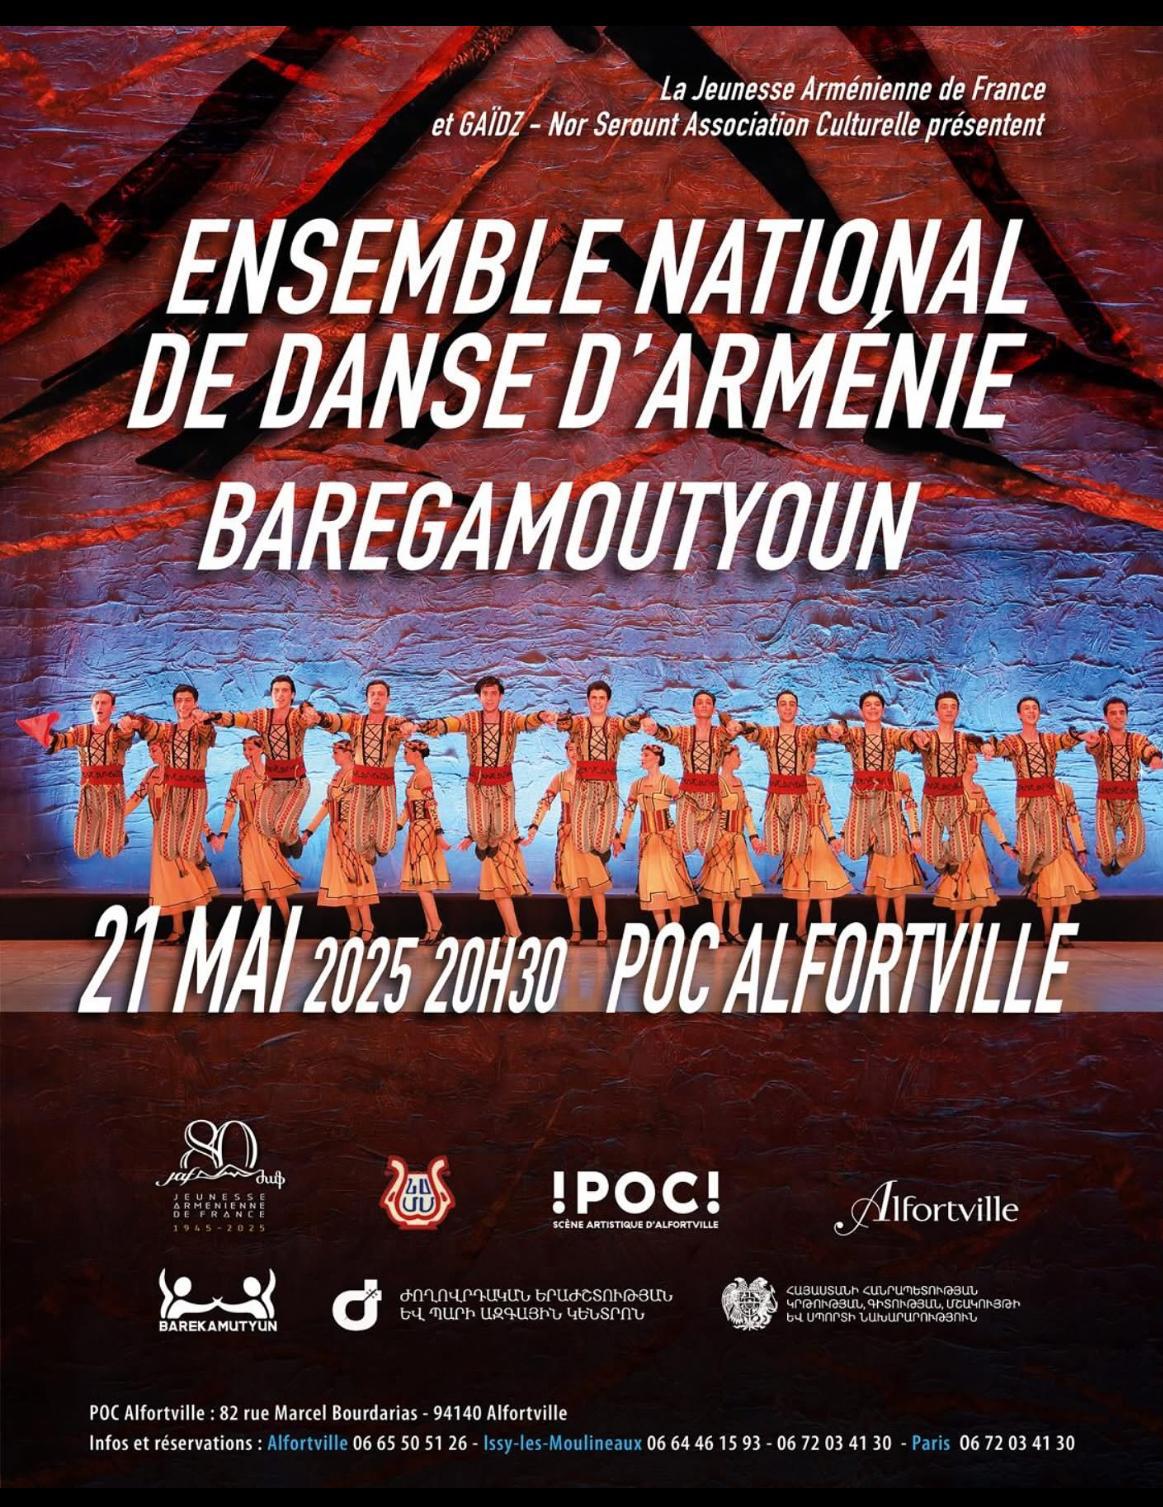 La Jeunesse Arménienne de France
et GAÏDZ – Nor Serount Association Culturelle présentent
ENSEMBLE NATIONAL
DE DANSE D'ARMÉNIE
BAREGAMOUTYOUN
21 MAI 2025 20H30 POC ALFORTVILLE
80
jaf ժաֆ
JEUNESSE
ARMENIENNE
DE FRANCE
1945-2025
!POC!
SCÈNE ARTISTIQUE D'ALFORTVILLE
Alfortville
BAREKAMUTYUN
ԺՈՂՈՎՐԴԱԿԱՆ ԵՐԱԺՇՏՈՒԹՅԱՆ
ԵՎ ՊԱՐԻ ԱԶԳԱՅԻՆ ԿԵՆՏՐՈՆ
ՀԱՅԱՍՏԱՆԻ ՀԱՆՐԱՊԵՏՈՒԹՅԱՆ
ԿՐԹՈՒԹՅԱՆ, ԳԻՏՈՒԹՅԱՆ, ՄՇԱԿՈՒՅԹԻ
ԵՎ ՍՊՈՐՏԻ ՆԱԽԱՐԱՐՈՒԹՅՈՒՆ
POC Alfortville : 82 rue Marcel Bourdarias - 94140 Alfortville
Infos et réservations : Alfortville 06 65 50 51 26 - Issy-les-Moulineaux 06 64 46 15 93 - 06 72 03 41 30 - Paris 06 72 03 41 30